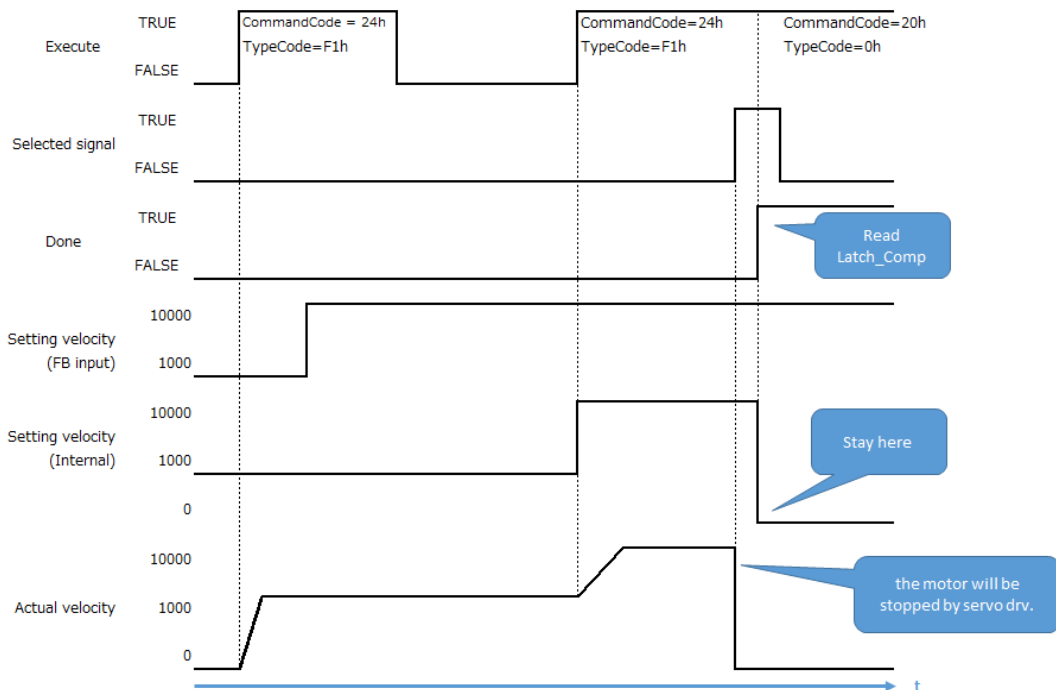 TRUE
CommandCode = 24h
CommandCode=24h
CommandCode=20h
Execute
TypeCode=F1h
TypeCode=F1h
TypeCode=0h
FALSE
TRUE
Selected signal
FALSE
TRUE
Done
FALSE
Read
Latch_Comp
10000
Setting velocity
(FB input)
1000
10000
Setting velocity
(Internal)
1000
0
Stay here
10000
Actual velocity
1000
0
the motor will be
stopped by servo drv.
t